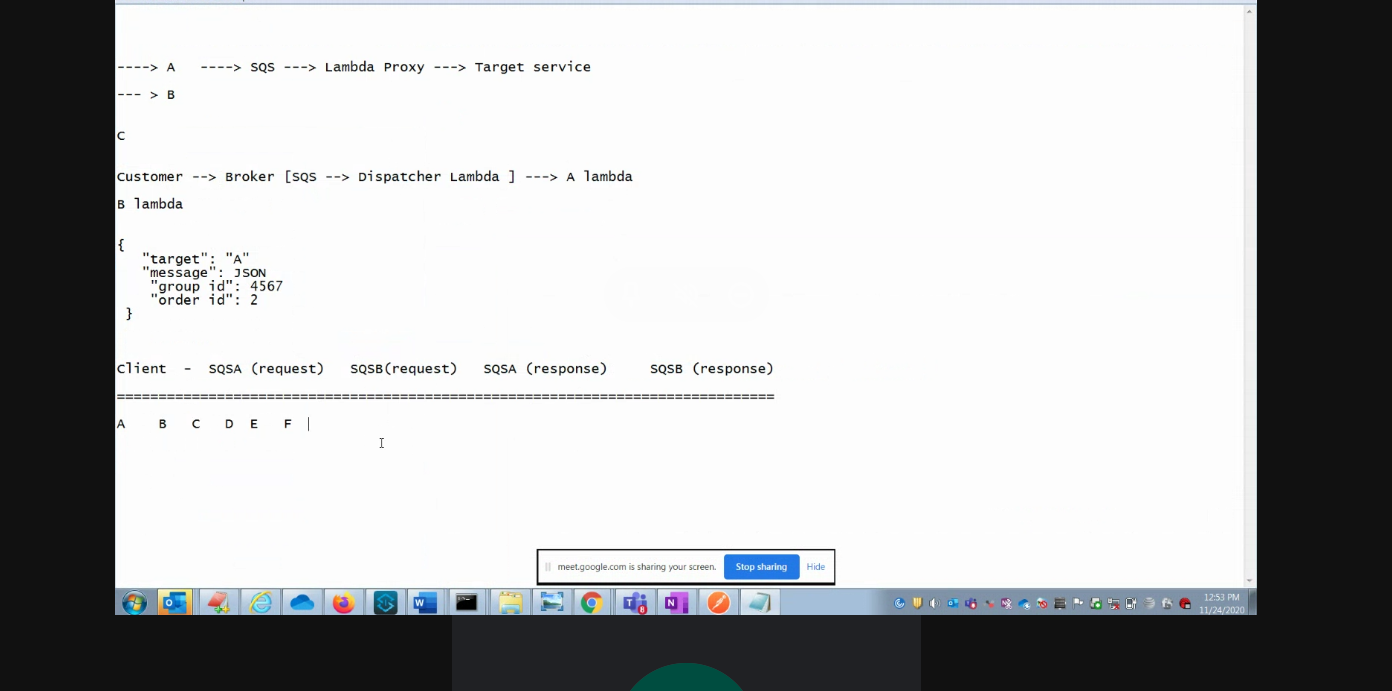 ----> A   ----> SQS ---> Lambda Proxy ---> Target service
--- > B
C
Customer --> Broker [SQS --> Dispatcher Lambda ] ---> A lambda
B lambda
{
"target": "A"
"message": JSON
"group id": 4567
"order id": 2
}
Client  -  SQSA (request)   SQSB(request)   SQSA (response)     SQSB (response)
===============================================================================
A    B   C   D  E   F
meet.google.com is sharing your screen. Stop sharing Hide
12:53 PM
11/24/2020